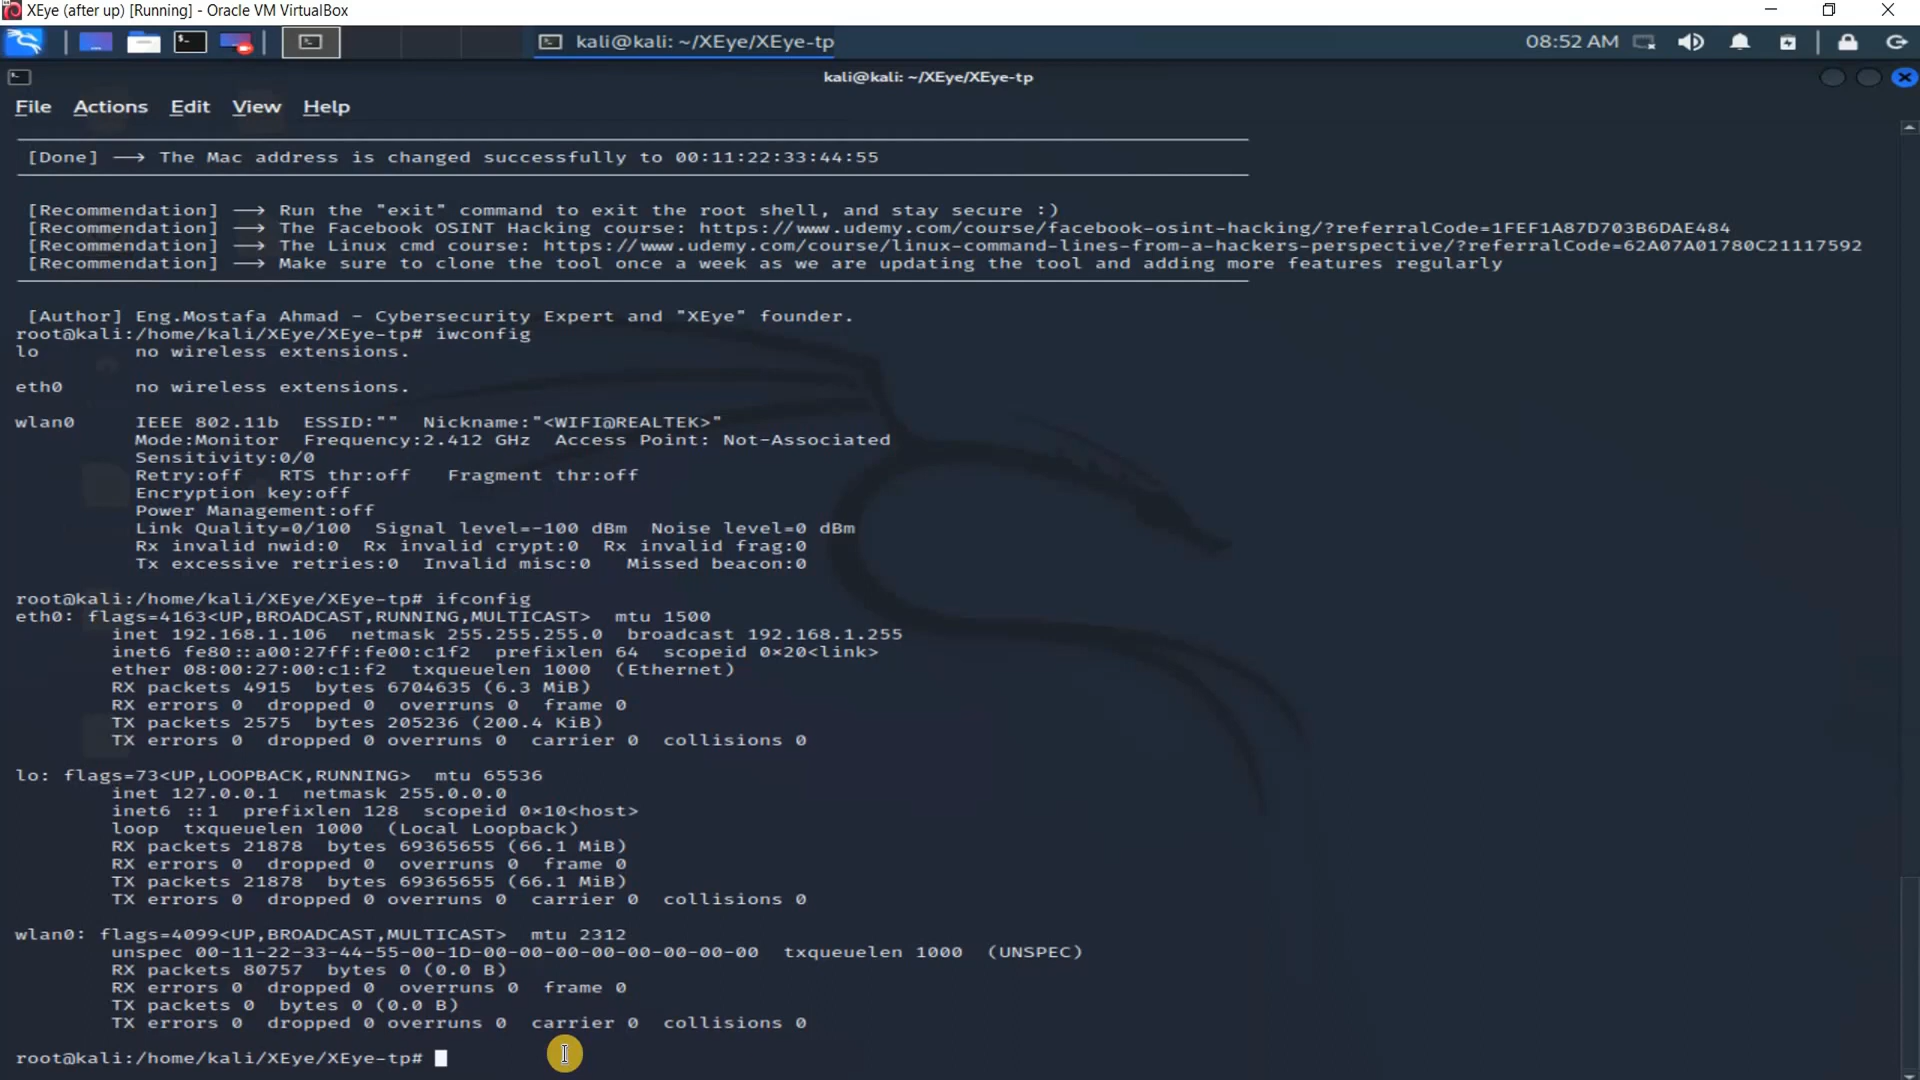 XEye (after up) [Running] - Oracle VM VirtualBox
kali@kali: ~/XEye/XEye-tp
08:52 AM
kali@kali: ~/XEye/XEye-tp
File Actions Edit View Help
[Done] ⟶ The Mac address is changed successfully to 00:11:22:33:44:55
[Recommendation] ⟶ Run the "exit" command to exit the root shell, and stay secure :)
[Recommendation] ⟶ The Facebook OSINT Hacking course: https://www.udemy.com/course/facebook-osint-hacking/?referralCode=1FEF1A87D703B6DAE484
[Recommendation] ⟶ The Linux cmd course: https://www.udemy.com/course/linux-command-lines-from-a-hackers-perspective/?referralCode=62A07A01780C21117592
[Recommendation] ⟶ Make sure to clone the tool once a week as we are updating the tool and adding more features regularly
[Author] Eng.Mostafa Ahmad - Cybersecurity Expert and "XEye" founder.
root@kali:/home/kali/XEye/XEye-tp# iwconfig
lo        no wireless extensions.
eth0      no wireless extensions.
wlan0     IEEE 802.11b  ESSID:""  Nickname:"<WIFI@REALTEK>"
Mode:Monitor  Frequency:2.412 GHz  Access Point: Not-Associated
Sensitivity:0/0
Retry:off   RTS thr:off   Fragment thr:off
Encryption key:off
Power Management:off
Link Quality=0/100  Signal level=-100 dBm  Noise level=0 dBm
Rx invalid nwid:0  Rx invalid crypt:0  Rx invalid frag:0
Tx excessive retries:0  Invalid misc:0   Missed beacon:0
root@kali:/home/kali/XEye/XEye-tp# ifconfig
eth0: flags=4163<UP,BROADCAST,RUNNING,MULTICAST>  mtu 1500
inet 192.168.1.106  netmask 255.255.255.0  broadcast 192.168.1.255
inet6 fe80::a00:27ff:fe00:c1f2  prefixlen 64  scopeid 0×20<link>
ether 08:00:27:00:c1:f2  txqueuelen 1000  (Ethernet)
RX packets 4915  bytes 6704635 (6.3 MiB)
RX errors 0  dropped 0  overruns 0  frame 0
TX packets 2575  bytes 205236 (200.4 KiB)
TX errors 0  dropped 0 overruns 0  carrier 0  collisions 0
lo: flags=73<UP,LOOPBACK,RUNNING>  mtu 65536
inet 127.0.0.1  netmask 255.0.0.0
inet6 ::1  prefixlen 128  scopeid 0×10<host>
loop  txqueuelen 1000  (Local Loopback)
RX packets 21878  bytes 69365655 (66.1 MiB)
RX errors 0  dropped 0  overruns 0  frame 0
TX packets 21878  bytes 69365655 (66.1 MiB)
TX errors 0  dropped 0 overruns 0  carrier 0  collisions 0
wlan0: flags=4099<UP,BROADCAST,MULTICAST>  mtu 2312
unspec 00-11-22-33-44-55-00-1D-00-00-00-00-00-00-00-00  txqueuelen 1000  (UNSPEC)
RX packets 80757  bytes 0 (0.0 B)
RX errors 0  dropped 0  overruns 0  frame 0
TX packets 0  bytes 0 (0.0 B)
TX errors 0  dropped 0 overruns 0  carrier 0  collisions 0
root@kali:/home/kali/XEye/XEye-tp#